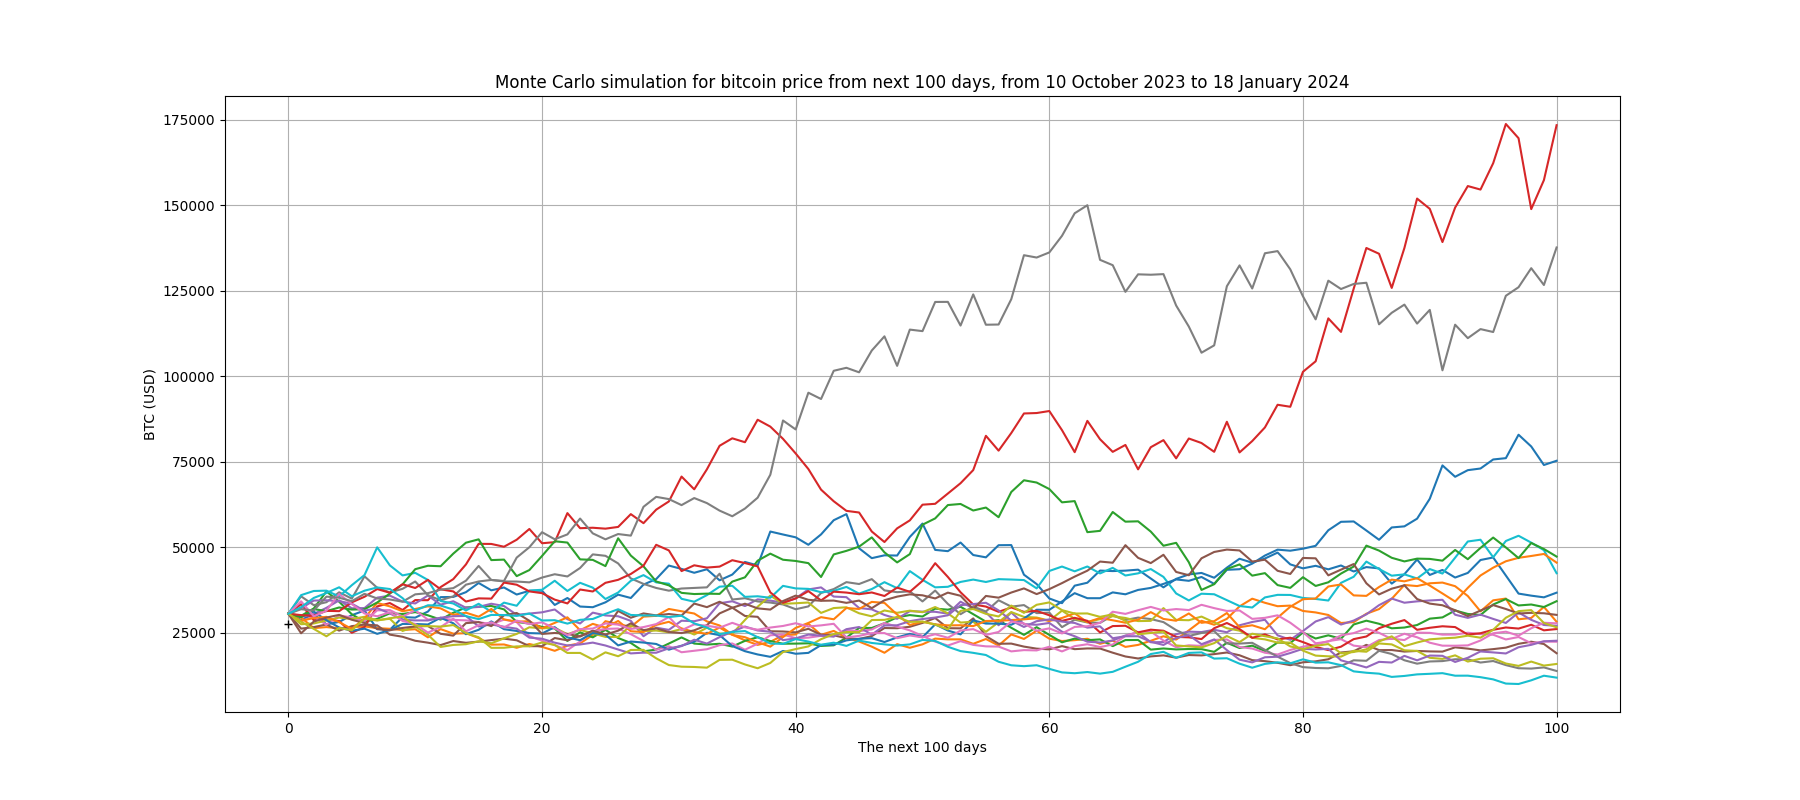 Monte Carlo simulation for bitcoin price from next 100 days, from 10 October 2023 to 18 January 2024
175000
150000
125000
100000
75000
50000
25000
BTC (USD)
0 20 40 60 80 100
The next 100 days